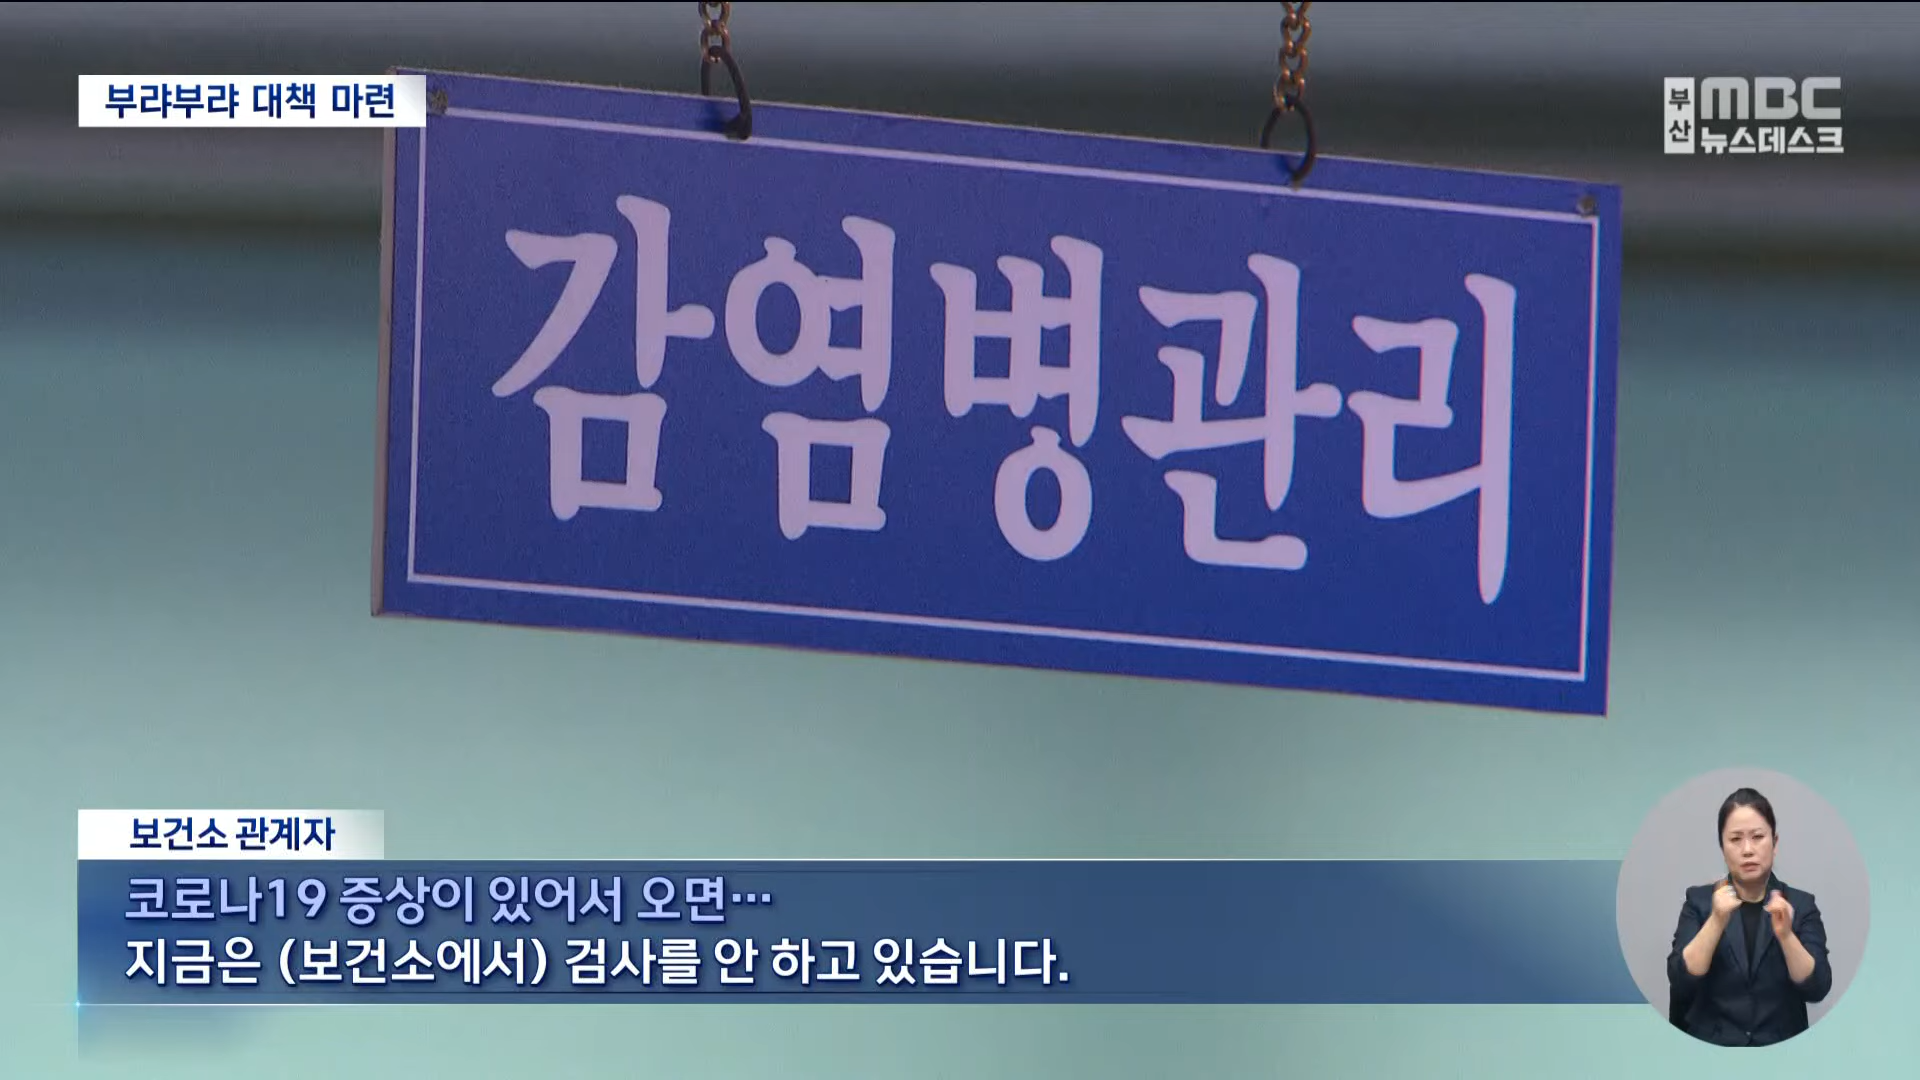 부랴부랴 대책 마련
부산
MBC
뉴스데스크
감염병관리
보건소 관계자
코로나19 증상이 있어서 오면…
지금은 (보건소에서) 검사를 안 하고 있습니다.